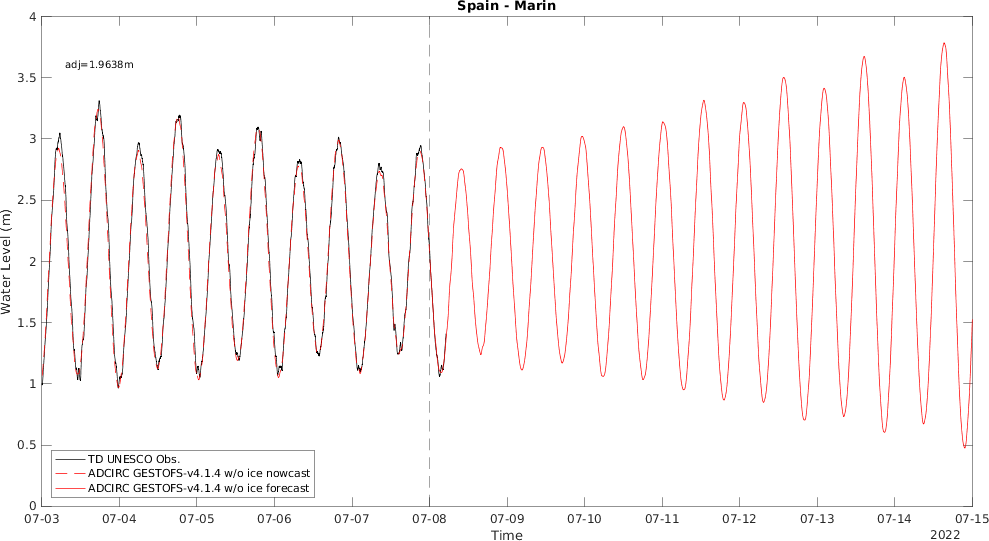 Spain - Marin
4
3.5
3
2.5
2
1.5
1
0.5
0
Water Level (m)
adj=1.9638m
TD UNESCO Obs.
ADCIRC GESTOFS-v4.1.4 w/o ice nowcast
ADCIRC GESTOFS-v4.1.4 w/o ice forecast
07-03 07-04 07-05 07-06 07-07 07-08 07-09 07-10 07-11 07-12 07-13 07-14 07-15
Time
2022